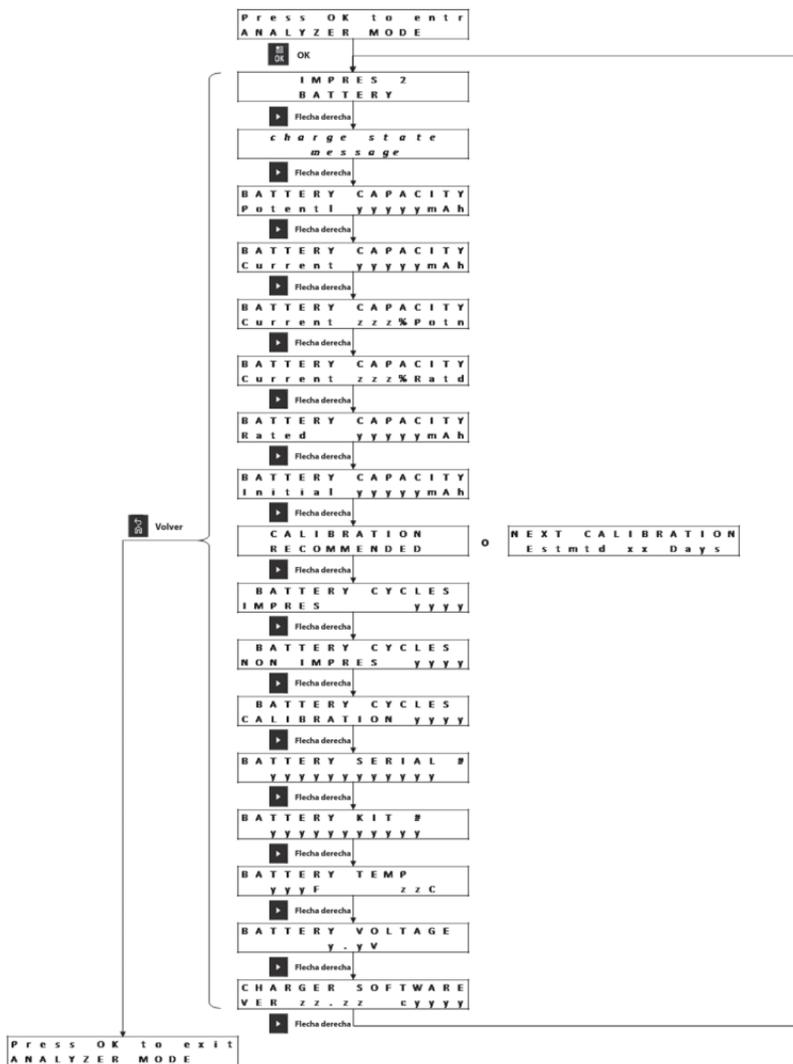 Press OK to entr
ANALYZER MODE
OK OK
IMPRES 2
BATTERY
Flecha derecha
charge state
message
Flecha derecha
BATTERY CAPACITY
Potentl yyyyymAh
Flecha derecha
BATTERY CAPACITY
Current yyyyymAh
Flecha derecha
BATTERY CAPACITY
Current zzz%Potn
Flecha derecha
BATTERY CAPACITY
Current zzz%Ratd
Flecha derecha
BATTERY CAPACITY
Rated yyyyymAh
Flecha derecha
BATTERY CAPACITY
Initial yyyyymAh
Flecha derecha
Volver
CALIBRATION
RECOMMENDED
o
NEXT CALIBRATION
Estmtd xx Days
Flecha derecha
BATTERY CYCLES
IMPRES yyyy
Flecha derecha
BATTERY CYCLES
NON IMPRES yyyy
Flecha derecha
BATTERY CYCLES
CALIBRATION yyyy
Flecha derecha
BATTERY SERIAL #
yyyyyyyyyyyy
Flecha derecha
BATTERY KIT #
yyyyyyyyyyy
Flecha derecha
BATTERY TEMP
yyyF zzC
Flecha derecha
BATTERY VOLTAGE
y.yV
Flecha derecha
CHARGER SOFTWARE
VER zz.zz cyyyy
Flecha derecha
Press OK to exit
ANALYZER MODE